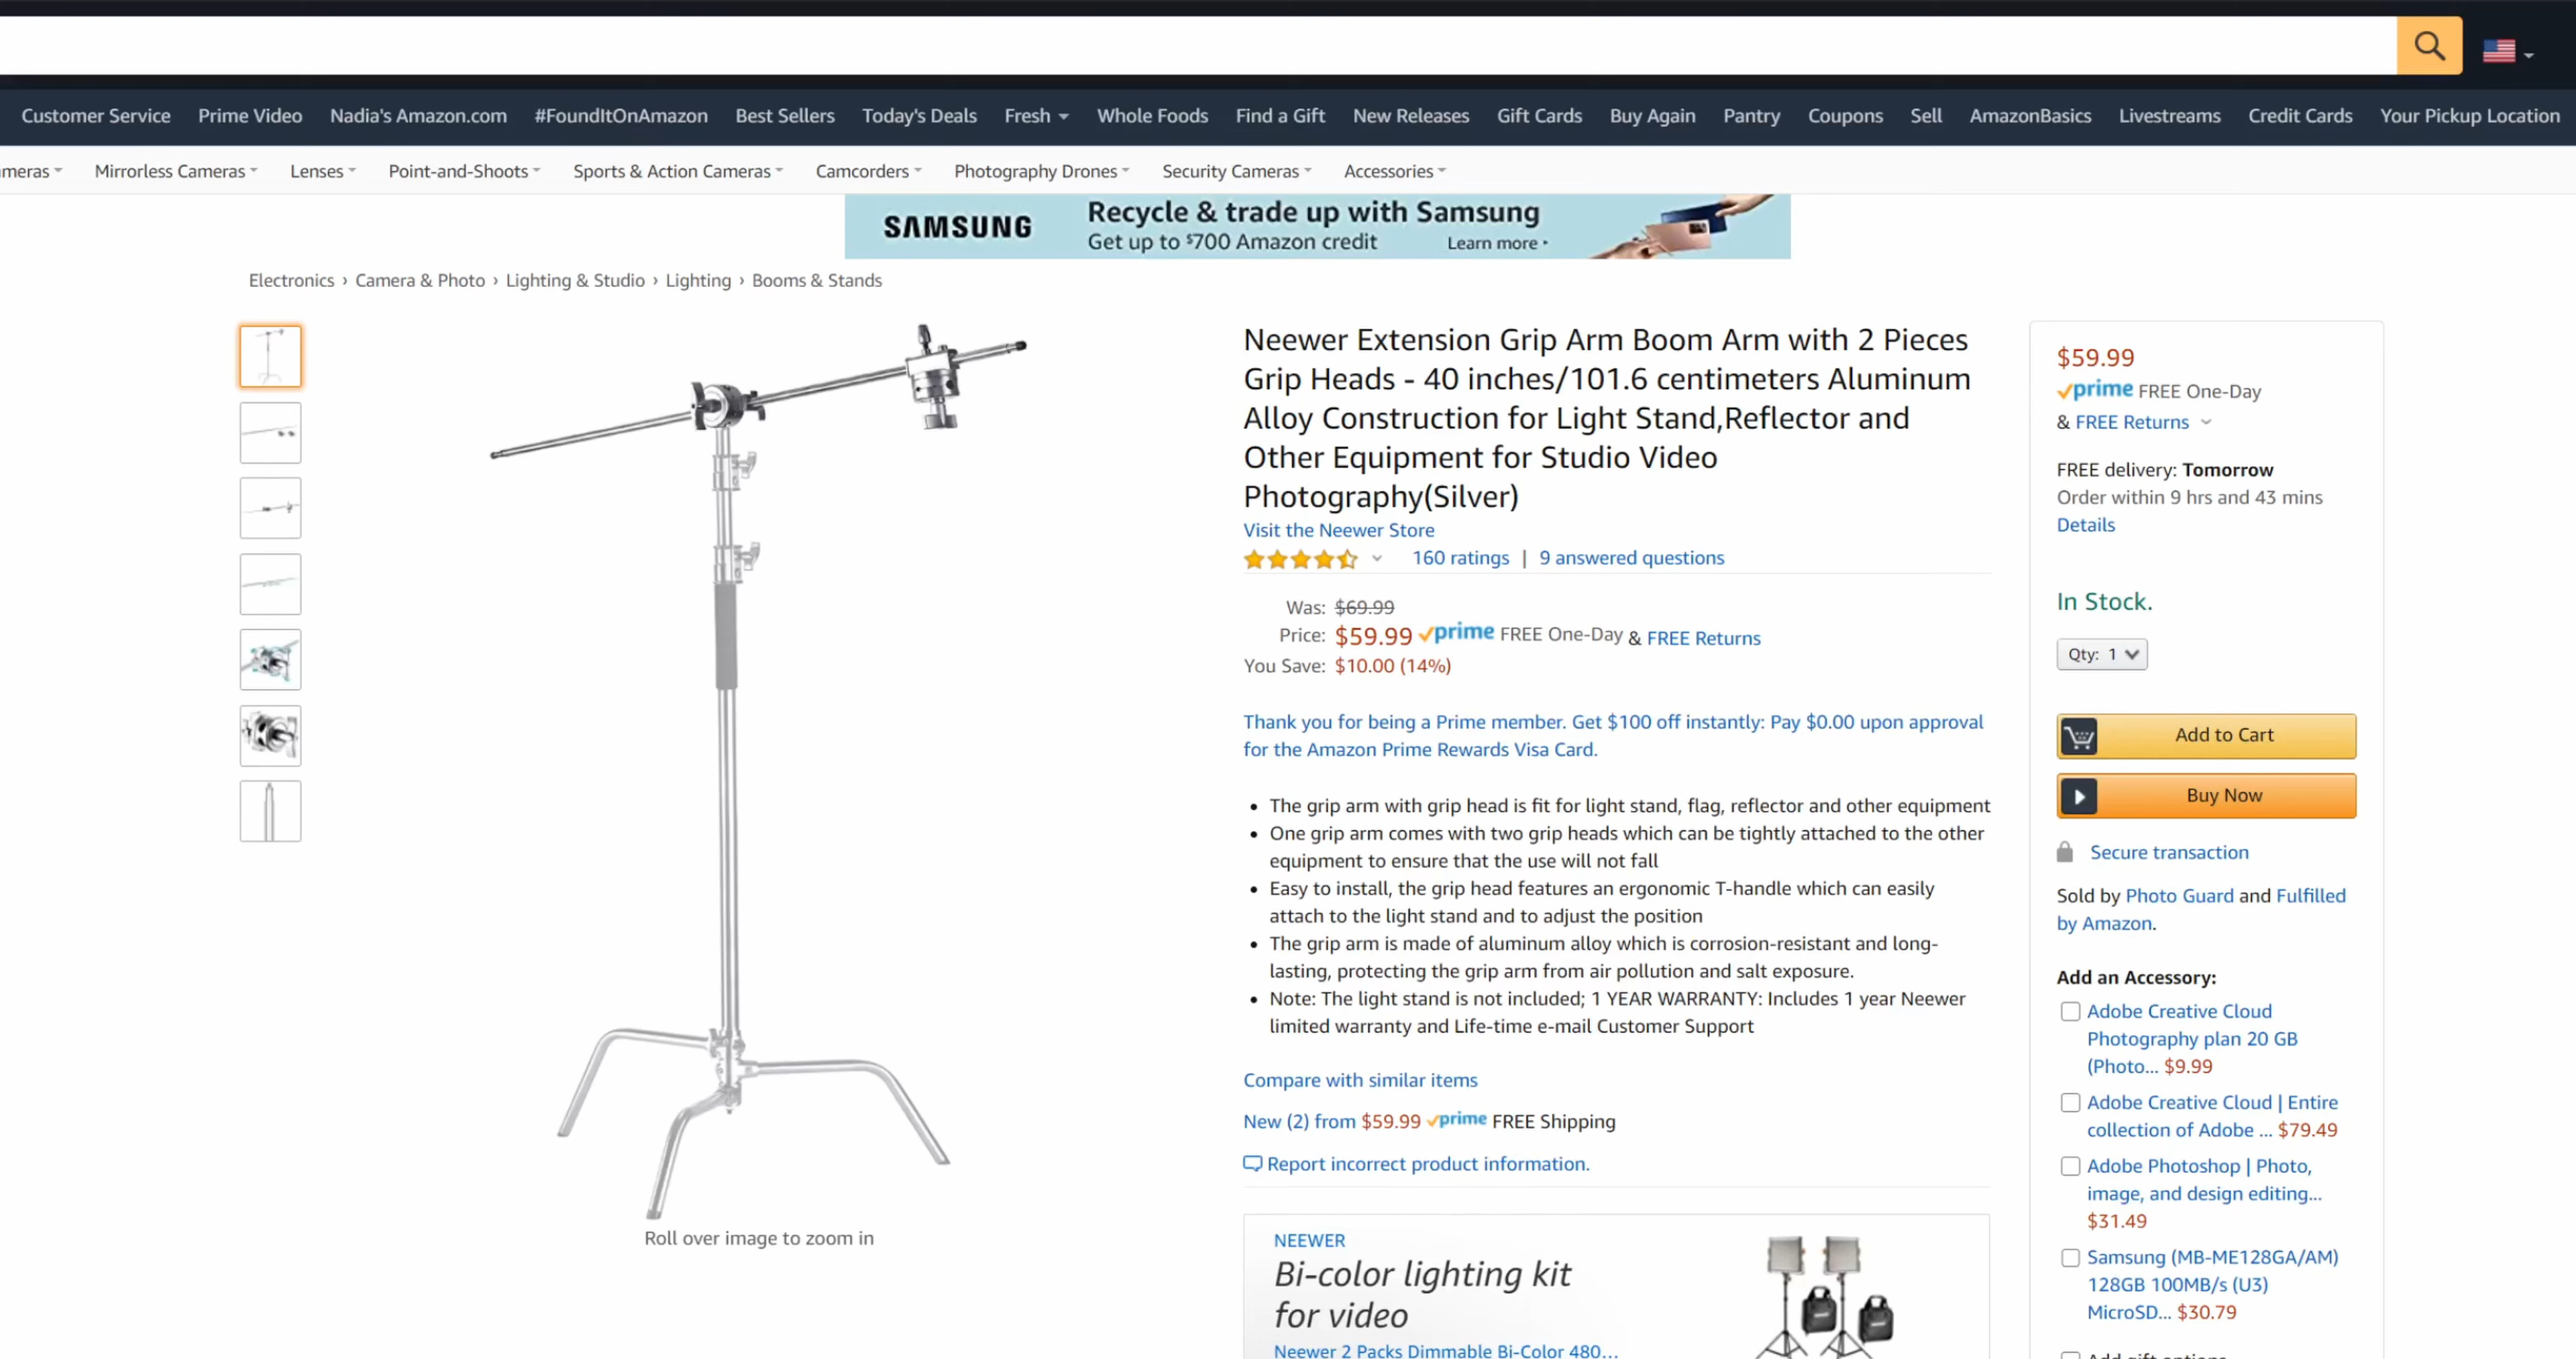 Customer Service Prime Video Nadia's Amazon.com #FoundItOnAmazon Best Sellers Today's Deals Fresh Whole Foods Find a Gift New Releases Gift Cards Buy Again Pantry Coupons Sell AmazonBasics Livestreams Credit Cards Your Pickup Location
meras Mirrorless Cameras Lenses Point-and-Shoots Sports & Action Cameras Camcorders Photography Drones Security Cameras Accessories
SAMSUNG
Recycle & trade up with Samsung
Get up to $700 Amazon credit Learn more
Electronics › Camera & Photo › Lighting & Studio › Lighting › Booms & Stands
Roll over image to zoom in
Neewer Extension Grip Arm Boom Arm with 2 Pieces
Grip Heads - 40 inches/101.6 centimeters Aluminum
Alloy Construction for Light Stand,Reflector and
Other Equipment for Studio Video
Photography(Silver)
Visit the Neewer Store
160 ratings | 9 answered questions
Was: $69.99
Price: $59.99 prime FREE One-Day & FREE Returns
You Save: $10.00 (14%)
Thank you for being a Prime member. Get $100 off instantly: Pay $0.00 upon approval
for the Amazon Prime Rewards Visa Card.
• The grip arm with grip head is fit for light stand, flag, reflector and other equipment
• One grip arm comes with two grip heads which can be tightly attached to the other
equipment to ensure that the use will not fall
• Easy to install, the grip head features an ergonomic T-handle which can easily
attach to the light stand and to adjust the position
• The grip arm is made of aluminum alloy which is corrosion-resistant and long-
lasting, protecting the grip arm from air pollution and salt exposure.
• Note: The light stand is not included; 1 YEAR WARRANTY: Includes 1 year Neewer
limited warranty and Life-time e-mail Customer Support
Compare with similar items
New (2) from $59.99 prime FREE Shipping
Report incorrect product information.
NEEWER
Bi-color lighting kit
for video
Neewer 2 Packs Dimmable Bi-Color 480...
$59.99
prime FREE One-Day
& FREE Returns
FREE delivery: Tomorrow
Order within 9 hrs and 43 mins
Details
In Stock.
Qty: 1
Add to Cart
Buy Now
Secure transaction
Sold by Photo Guard and Fulfilled
by Amazon.
Add an Accessory:
Adobe Creative Cloud
Photography plan 20 GB
(Photo... $9.99
Adobe Creative Cloud | Entire
collection of Adobe ... $79.49
Adobe Photoshop | Photo,
image, and design editing...
$31.49
Samsung (MB-ME128GA/AM)
128GB 100MB/s (U3)
MicroSD... $30.79